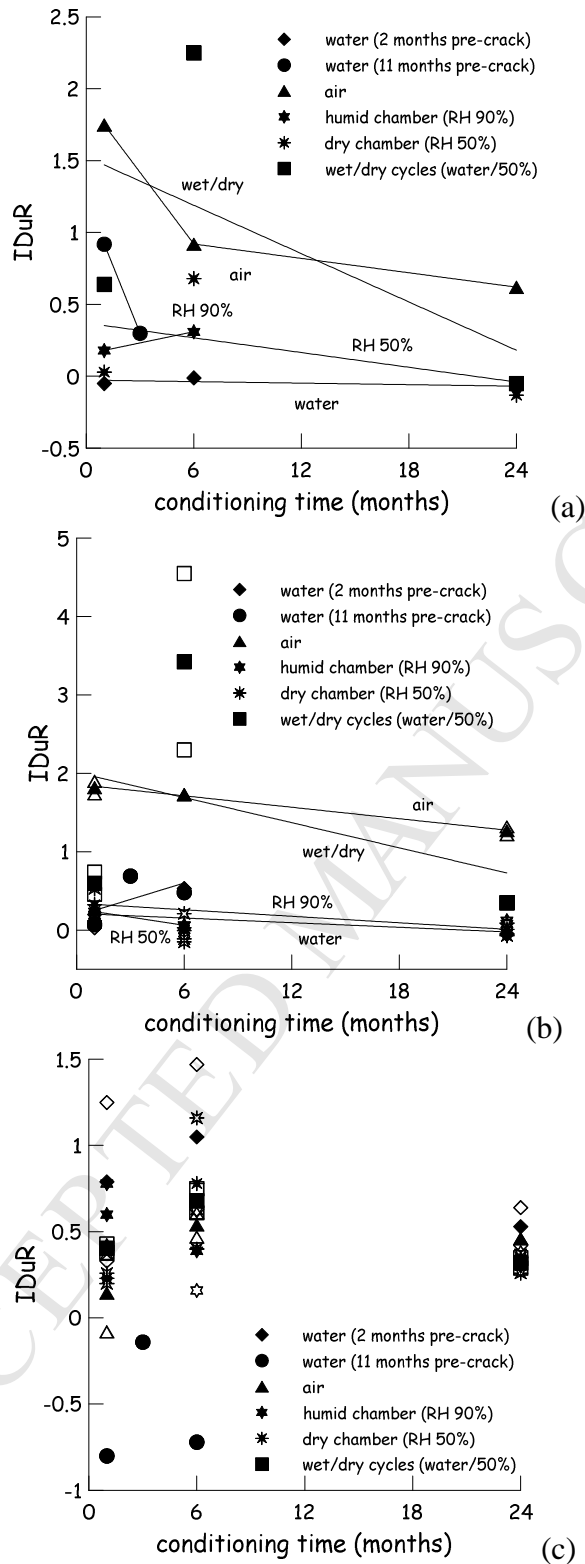 2.5
2
1.5
1
0.5
0
-0.5
IDuR
water (2 months pre-crack)
water (11 months pre-crack)
air
humid chamber (RH 90%)
dry chamber (RH 50%)
wet/dry cycles (water/50%)
wet/dry
air
RH 90%
RH 50%
water
0 6 12 18 24
conditioning time (months)
(a)
5
4
3
2
1
0
IDuR
water (2 months pre-crack)
water (11 months pre-crack)
air
humid chamber (RH 90%)
dry chamber (RH 50%)
wet/dry cycles (water/50%)
air
wet/dry
RH 90%
RH 50%
water
0 6 12 18 24
conditioning time (months)
(b)
1.5
1
0.5
0
-0.5
-1
IDuR
water (2 months pre-crack)
water (11 months pre-crack)
air
humid chamber (RH 90%)
dry chamber (RH 50%)
wet/dry cycles (water/50%)
0 6 12 18 24
conditioning time (months)
(c)
CEPTED MANUSC